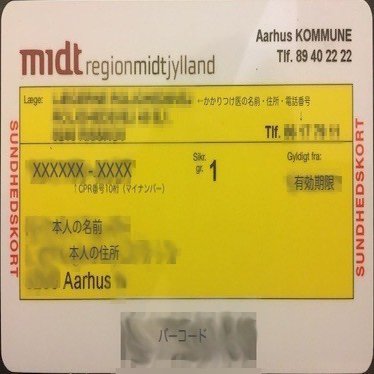 Aarhus KOMMUNE
Tlf. 89 40 22 22
midt regionmidtjylland
SUNDHEDSKORT
Læge:
←かかりつけ医の名前・住所・電話番号
↓
Tlf.
XXXXXX - XXXX
↑CPR番号10桁（マイナンバー）
Sikr. gr. 1
Gyldigt fra:
有効期限
本人の名前
本人の住所
Aarhus
バーコード
SUNDHEDSKORT